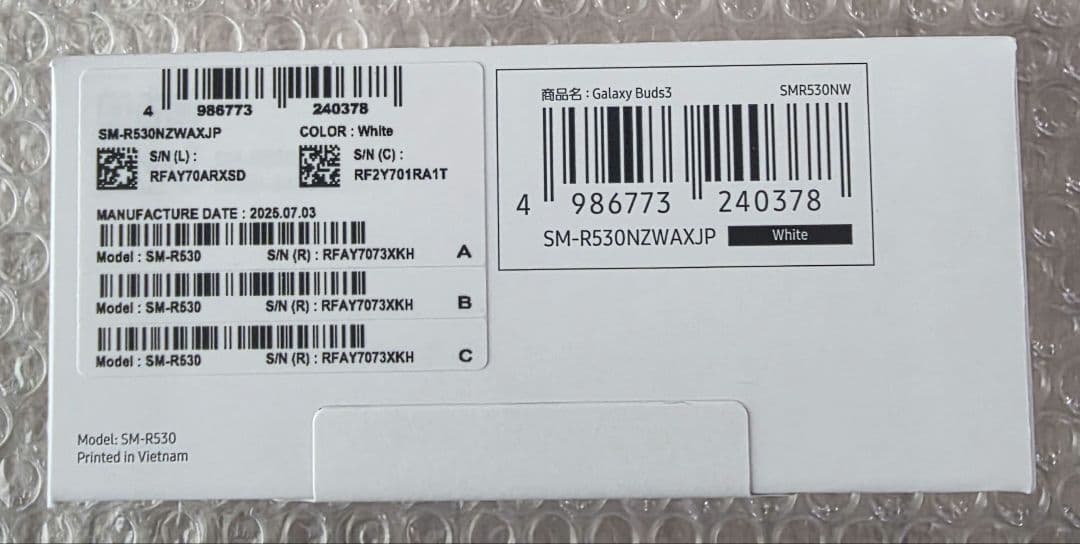 4 986773 240378
SM-R530NZWAXJP COLOR : White
S/N (L) : S/N (C) :
RFAY70ARXSD RF2Y701RA1T
MANUFACTURE DATE : 2025.07.03
Model : SM-R530 S/N (R) : RFAY7073XKH A
Model : SM-R530 S/N (R) : RFAY7073XKH B
Model : SM-R530 S/N (R) : RFAY7073XKH C
商品名 : Galaxy Buds3 SMR530NW
4 986773 240378
SM-R530NZWAXJP White
Model: SM-R530
Printed in Vietnam